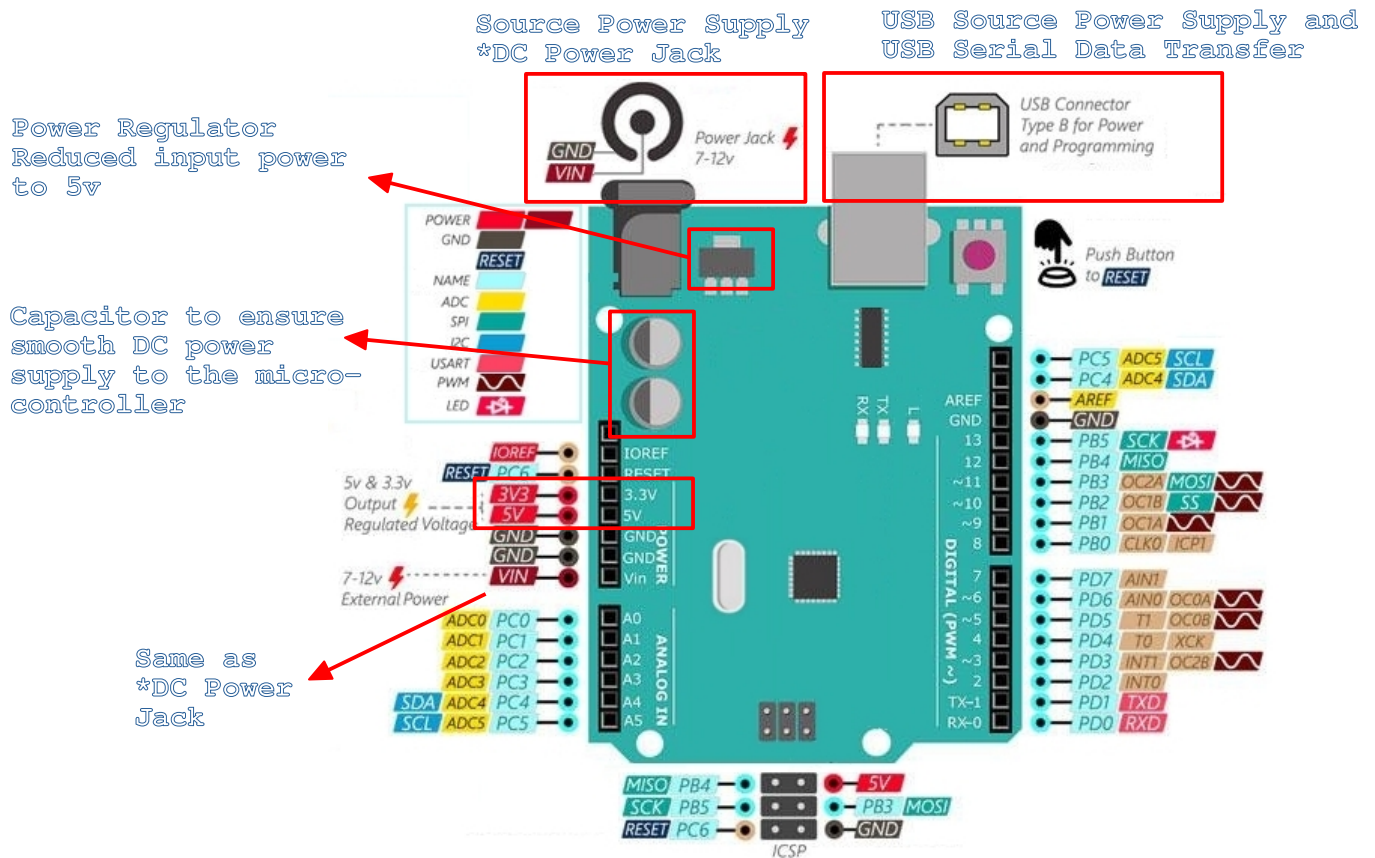 Source Power Supply
*DC Power Jack
USB Source Power Supply and
USB Serial Data Transfer
Power Regulator
Reduced input power
to 5v
GND
VIN
Power Jack
7-12v
USB Connector
Type B for Power
and Programming
POWER
GND
RESET
NAME
ADC
SPI
I2C
USART
PWM
LED
Push Button
to RESET
Capacitor to ensure
smooth DC power
supply to the micro-
controller
RX
TX
L
IOREF
RESET PC6
5v & 3.3v
Output
Regulated Voltage
3V3
5V
GND
GND
7-12v
External Power
VIN
IOREF
RESET
3.3V
5V
GND
GND
Vin
POWER
ADC0 PC0
ADC1 PC1
ADC2 PC2
ADC3 PC3
SDA ADC4 PC4
SCL ADC5 PC5
A0
A1
A2
A3
A4
A5
ANALOG IN
Same as
*DC Power
Jack
AREF
GND
13
12
~11
~10
~9
8
7
~6
~5
4
~3
2
TX-1
RX-0
DIGITAL (PWM ~)
PC5 ADC5 SCL
PC4 ADC4 SDA
AREF
GND
PB5 SCK
PB4 MISO
PB3 OC2A MOSI
PB2 OC1B SS
PB1 OC1A
PB0 CLK0 ICP1
PD7 AIN1
PD6 AIN0 OC0A
PD5 T1 OC0B
PD4 T0 XCK
PD3 INT1 OC2B
PD2 INT0
PD1 TXD
PD0 RXD
MISO PB4 5V
SCK PB5 PB3 MOSI
RESET PC6 GND
ICSP